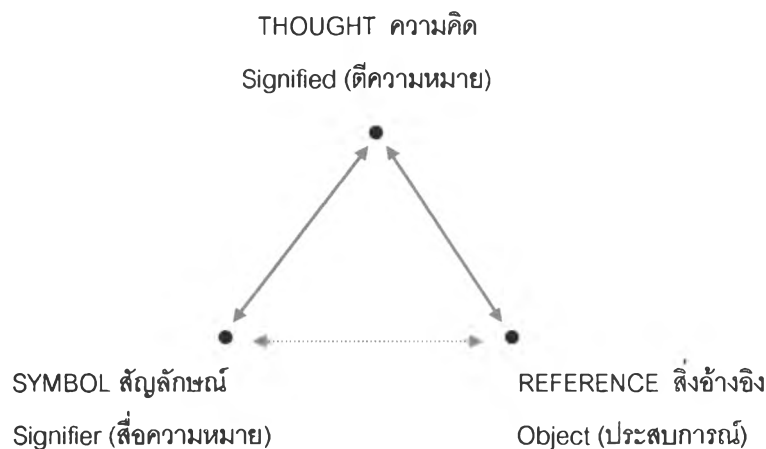 THOUGHT ความคิด
Signified (ตีความหมาย)
SYMBOL สัญลักษณ์
Signifier (สื่อความหมาย)
REFERENCE สิ่งอ้างอิง
Object (ประสบการณ์)